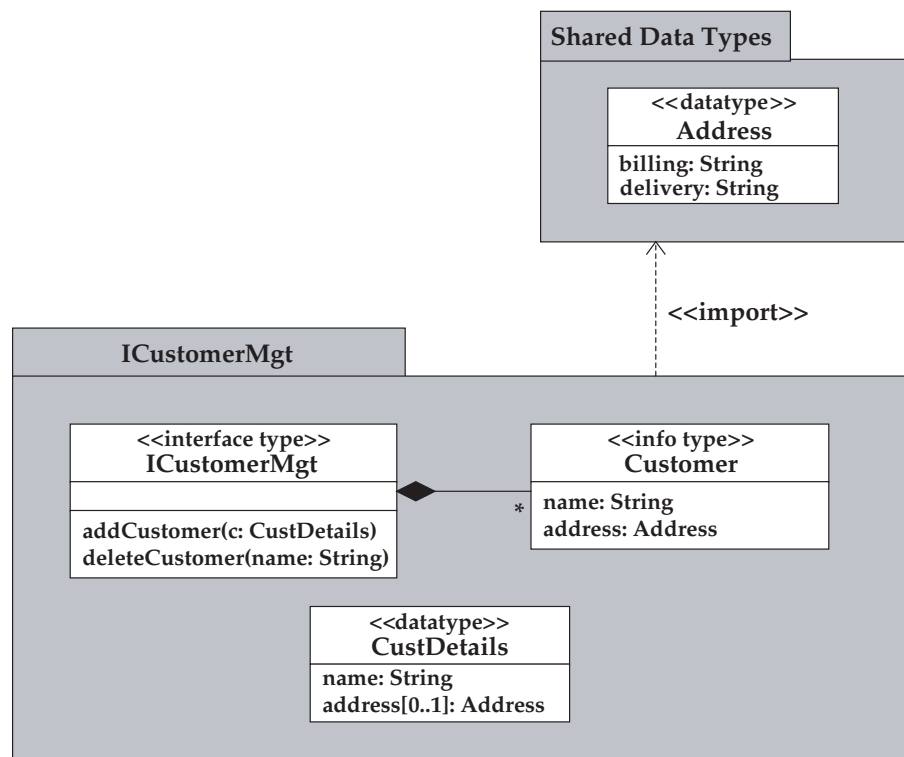 Shared Data Types
<<datatype>>
Address
billing: String
delivery: String
<<import>>
ICustomerMgt
<<interface type>>
ICustomerMgt
addCustomer(c: CustDetails)
deleteCustomer(name: String)
*
<<info type>>
Customer
name: String
address: Address
<<datatype>>
CustDetails
name: String
address[0..1]: Address